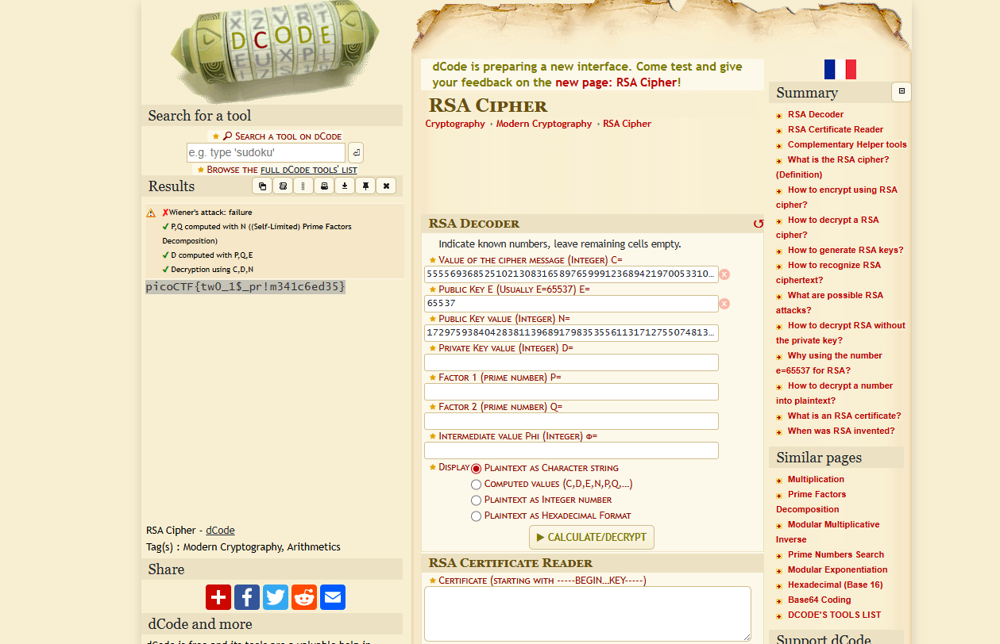 DCODE
Search for a tool
Search a tool on dCode
e.g. type 'sudoku'
Browse the full dCode tools' list
Results
Wiener's attack: failure
P,Q computed with N ((Self-Limited) Prime Factors
Decomposition)
D computed with P,Q,E
Decryption using C,D,N
picoCTF{tw0_1$_pr!m341c6ed35}
RSA Cipher - dCode
Tag(s) : Modern Cryptography, Arithmetics
Share
dCode and more
dCode is free and its tools are a valuable help in
dCode is preparing a new interface. Come test and give
your feedback on the new page: RSA Cipher!
RSA Cipher
Cryptography › Modern Cryptography › RSA Cipher
RSA Decoder
Indicate known numbers, leave remaining cells empty.
Value of the cipher message (Integer) C=
5555693685251021308316589765999123689421970053310...
Public Key E (Usually E=65537) E=
65537
Public Key value (Integer) N=
1729759384042838113968917983535561131712755074813...
Private Key value (Integer) D=
Factor 1 (prime number) P=
Factor 2 (prime number) Q=
Intermediate value Phi (Integer) Φ=
Display
Plaintext as Character string
Computed values (C,D,E,N,P,Q,...)
Plaintext as Integer number
Plaintext as Hexadecimal Format
► CALCULATE/DECRYPT
RSA Certificate Reader
Certificate (starting with -----BEGIN...KEY-----)
Summary
RSA Decoder
RSA Certificate Reader
Complementary Helper tools
What is the RSA cipher?
(Definition)
How to encrypt using RSA
cipher?
How to decrypt a RSA
cipher?
How to generate RSA keys?
How to recognize RSA
ciphertext?
What are possible RSA
attacks?
How to decrypt RSA without
the private key?
Why using the number
e=65537 for RSA?
How to decrypt a number
into plaintext?
What is an RSA certificate?
When was RSA invented?
Similar pages
Multiplication
Prime Factors
Decomposition
Modular Multiplicative
Inverse
Prime Numbers Search
Modular Exponentiation
Hexadecimal (Base 16)
Base64 Coding
DCODE'S TOOLS LIST
Support dCode